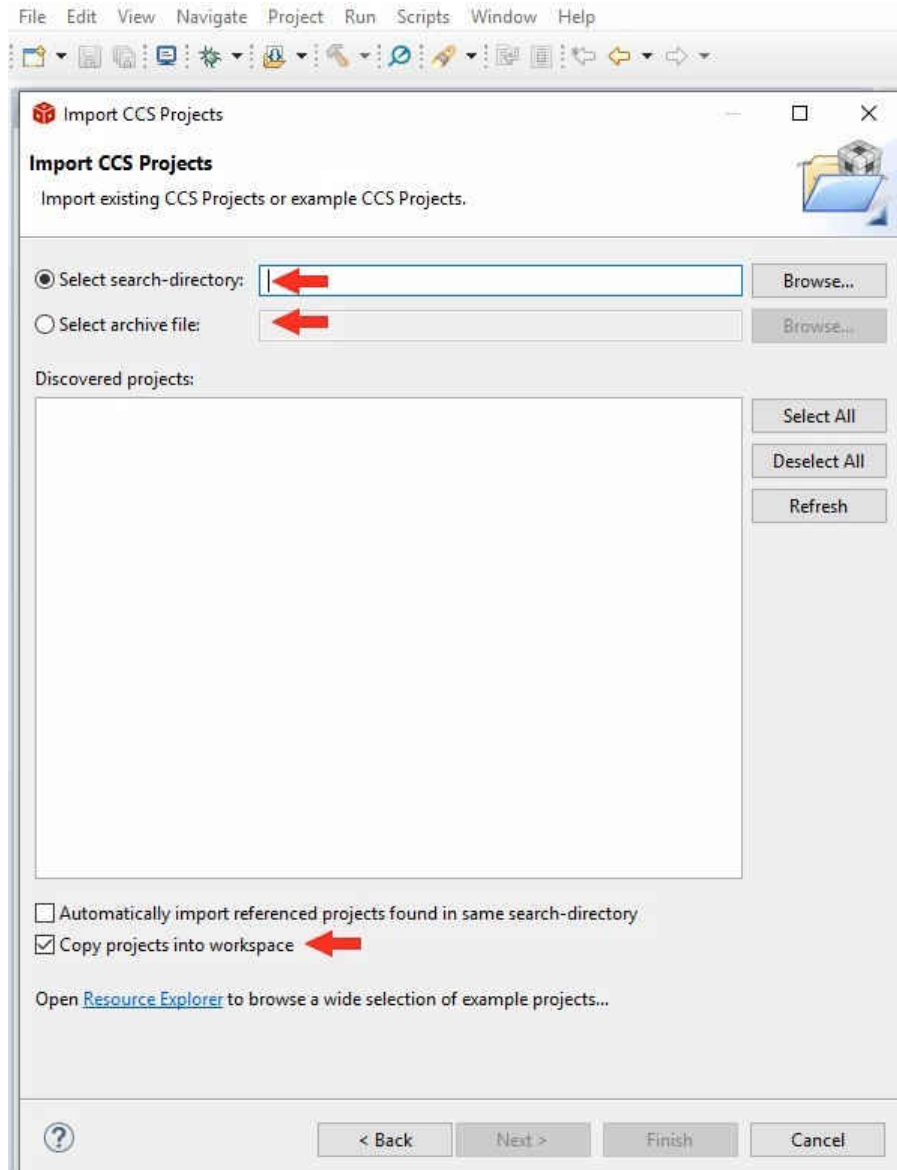 File Edit View Navigate Project Run Scripts Window Help
Import CCS Projects
Import CCS Projects
Import existing CCS Projects or example CCS Projects.
Select search-directory: Browse...
Select archive file: Browse...
Discovered projects:
Select All
Deselect All
Refresh
Automatically import referenced projects found in same search-directory
Copy projects into workspace
Open Resource Explorer to browse a wide selection of example projects...
? < Back Next > Finish Cancel